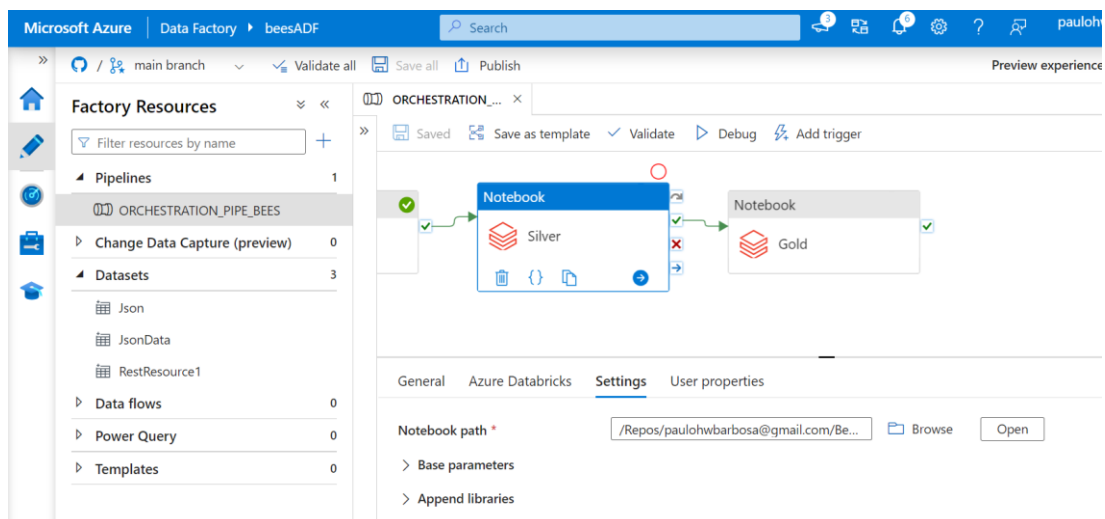 Microsoft Azure Data Factory beesADF Search 3 6 ? paulohw
main branch Validate all Save all Publish Preview experience
Factory Resources
Filter resources by name
Pipelines 1
ORCHESTRATION_PIPE_BEES
Change Data Capture (preview) 0
Datasets 3
Json
JsonData
RestResource1
Data flows 0
Power Query 0
Templates 0
ORCHESTRATION_...
Saved Save as template Validate Debug Add trigger
Notebook
Silver
Notebook
Gold
General Azure Databricks Settings User properties
Notebook path * /Repos/paulohwbarbosa@gmail.com/Be... Browse Open
Base parameters
Append libraries